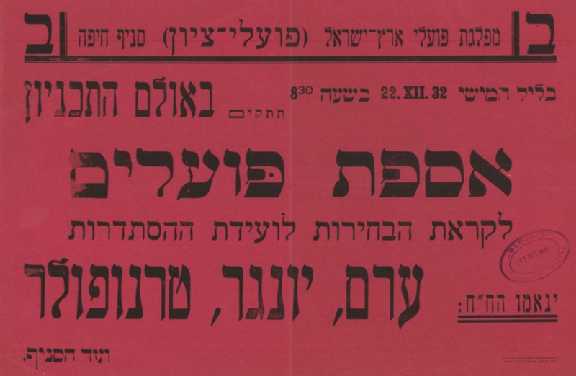 ב מפלגת פועלי ארץ־ישראל (פועלי־ציון) סניף חיפה ב
בליל חמישי 22. XII. 32 בשעה 8³⁰ תתקים באולם התכניון
אספת פועלים
לקראת הבחירות לועידת ההסתדרות
ינאמו הח״ח: ערם, יונגר, טרנופולר
ועד הסניף.